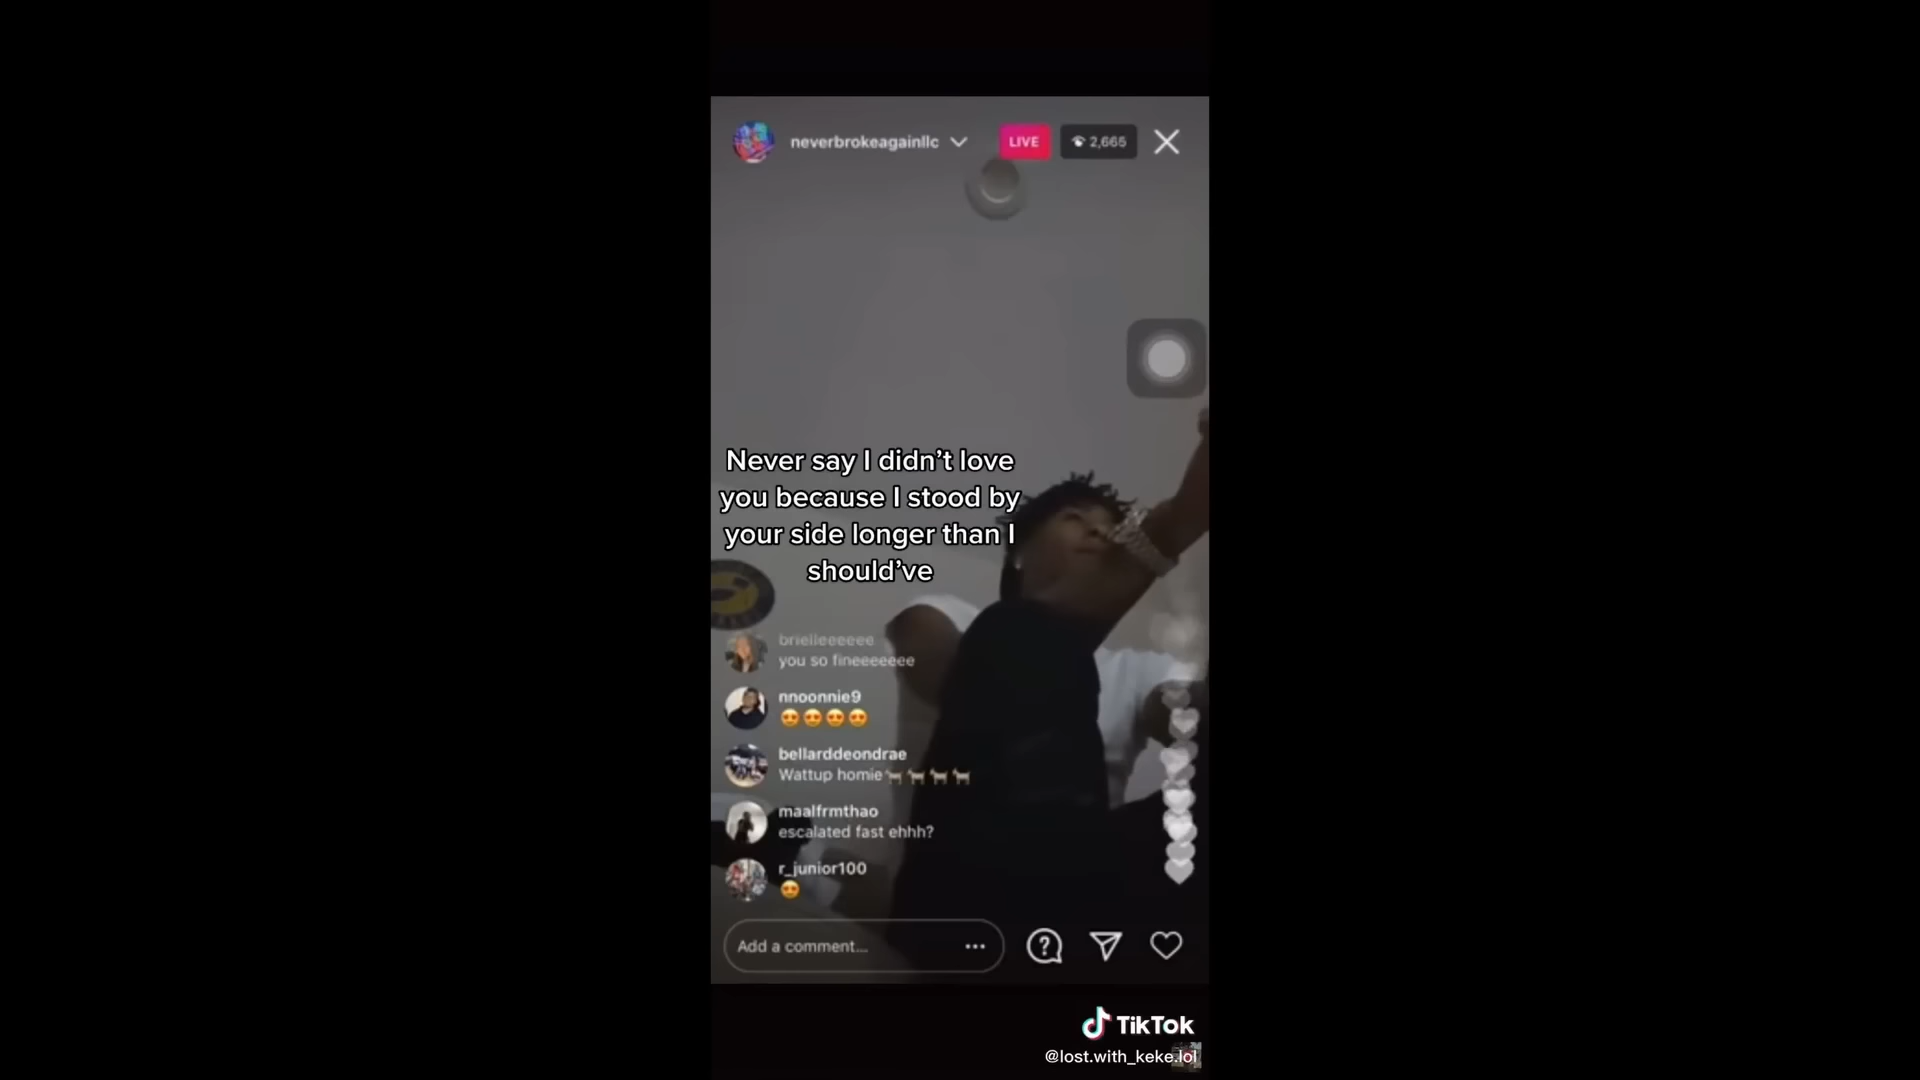 neverbrokeagainllc
LIVE
2,665
Never say I didn’t love
you because I stood by
your side longer than I
should’ve
brielleeeeee
you so fineeeeeee
nnoonnie9
😍😍😍😍
bellarddeondrae
Wattup homie🐐🐐🐐🐐
maalfrmthao
escalated fast ehhh?
r_junior100
😍
Add a comment...
TikTok
@lost.with_keke.lol